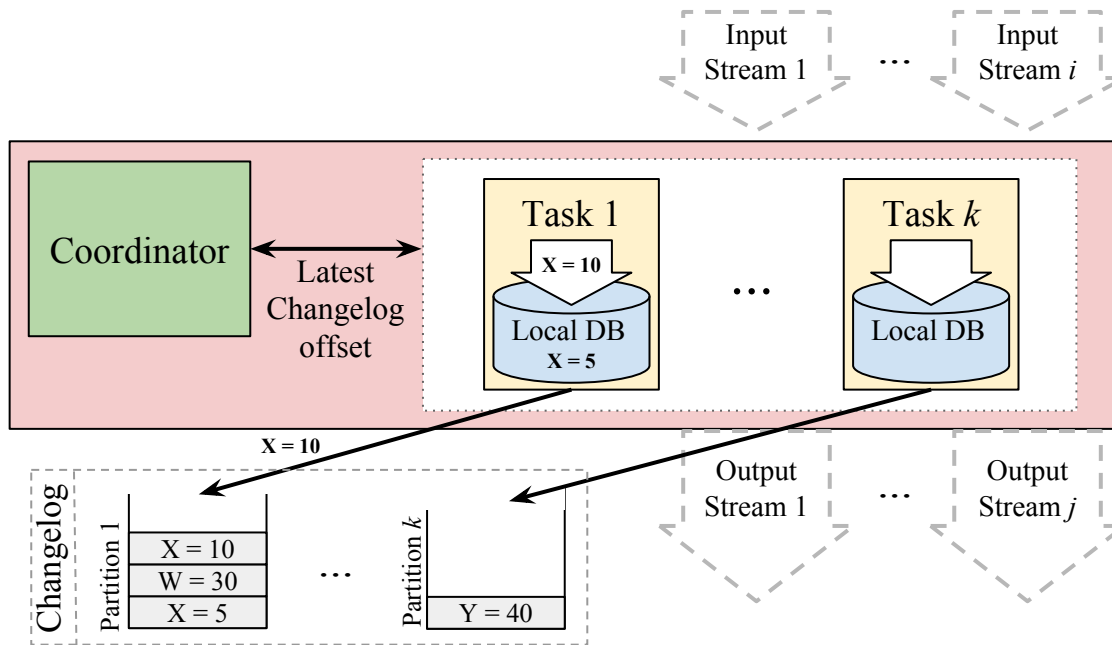 Input
Stream 1
...
Input
Stream i
Coordinator
Latest
Changelog
offset
Task 1
X = 10
Local DB
X = 5
...
Task k
Local DB
X = 10
Output
Stream 1
...
Output
Stream j
Changelog
Partition 1
X = 10
W = 30
X = 5
...
Partition k
Y = 40